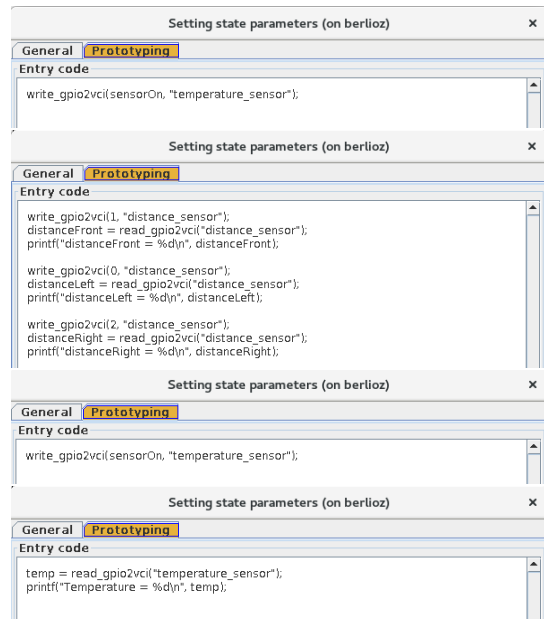 Setting state parameters (on berlioz) ×
General Prototyping
Entry code
write_gpio2vci(sensorOn, "temperature_sensor");
Setting state parameters (on berlioz) ×
General Prototyping
Entry code
write_gpio2vci(1, "distance_sensor");
distanceFront = read_gpio2vci("distance_sensor");
printf("distanceFront = %d\n", distanceFront);
write_gpio2vci(0, "distance_sensor");
distanceLeft = read_gpio2vci("distance_sensor");
printf("distanceLeft = %d\n", distanceLeft);
write_gpio2vci(2, "distance_sensor");
distanceRight = read_gpio2vci("distance_sensor");
printf("distanceRight = %d\n", distanceRight);
Setting state parameters (on berlioz) ×
General Prototyping
Entry code
write_gpio2vci(sensorOn, "temperature_sensor");
Setting state parameters (on berlioz) ×
General Prototyping
Entry code
temp = read_gpio2vci("temperature_sensor");
printf("Temperature = %d\n", temp);